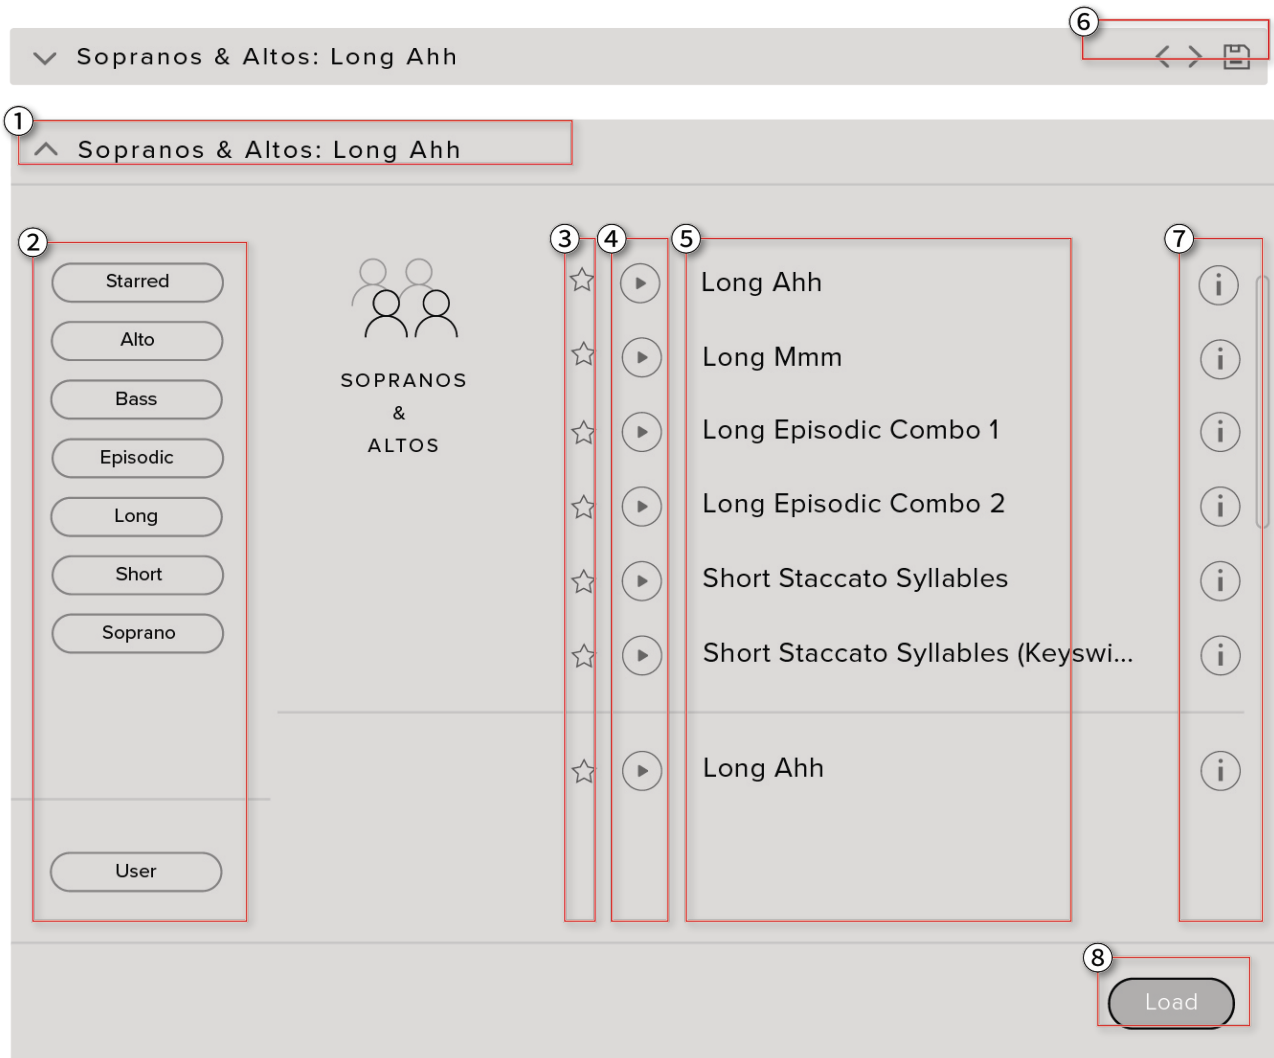 6
Sopranos & Altos: Long Ahh
1
Sopranos & Altos: Long Ahh
2
3
4
5
7
Starred
Alto
Bass
Episodic
Long
Short
Soprano
User
SOPRANOS
&
ALTOS
Long Ahh
Long Mmm
Long Episodic Combo 1
Long Episodic Combo 2
Short Staccato Syllables
Short Staccato Syllables (Keyswi...
Long Ahh
8
Load